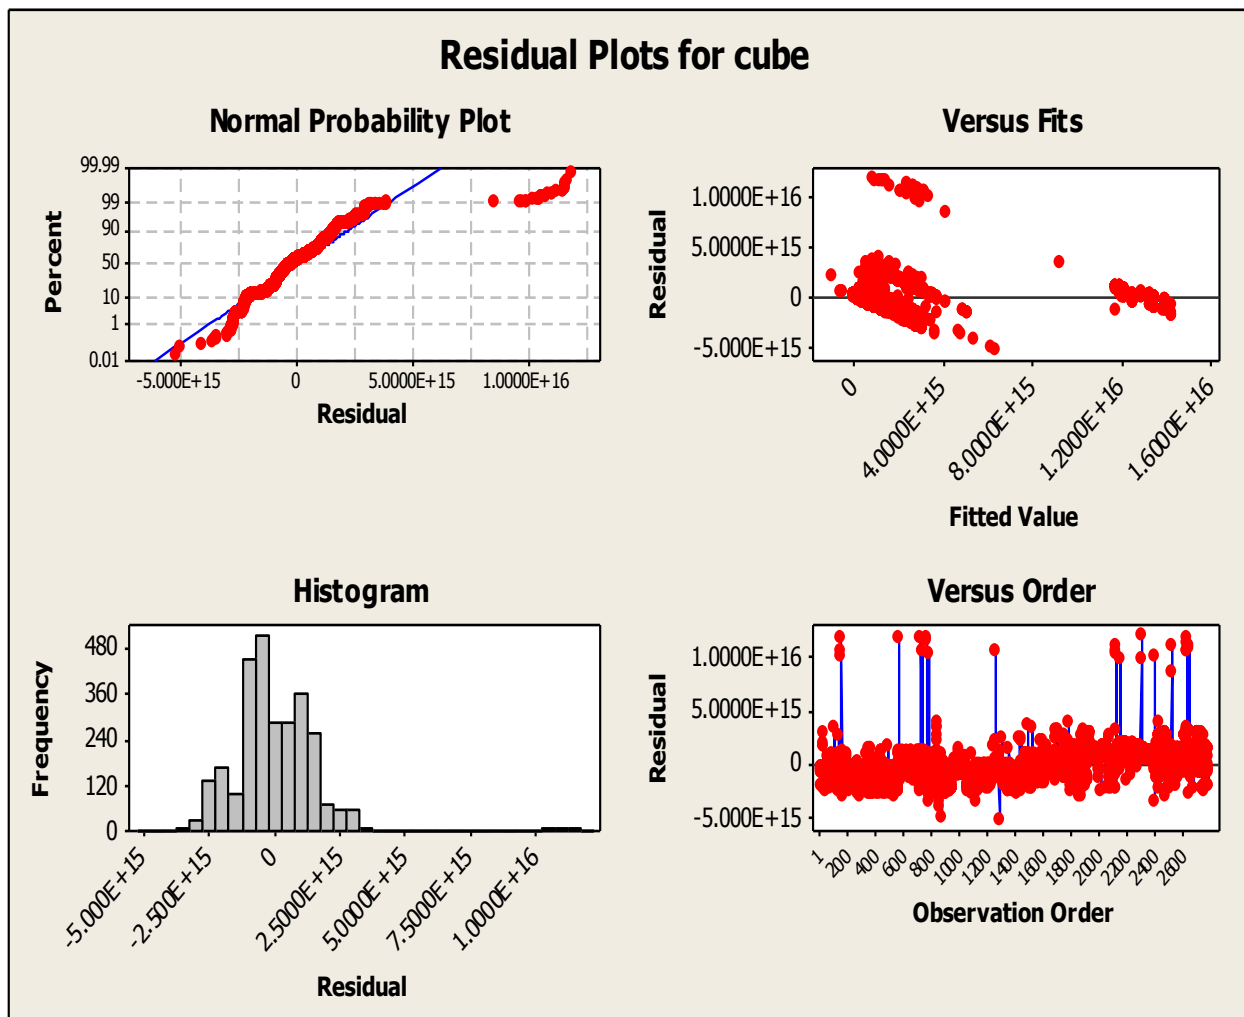 Residual Plots for cube
Normal Probability Plot
Percent
99.99
99
90
50
10
1
0.01
-5.000E+15 0 5.0000E+15 1.0000E+16
Residual
Versus Fits
Residual
1.0000E+16
5.0000E+15
0
-5.000E+15
0 4.0000E+15 8.0000E+15 1.2000E+16 1.6000E+16
Fitted Value
Histogram
Frequency
480
360
240
120
0
-5.000E+15 -2.500E+15 0 2.5000E+15 5.0000E+15 7.5000E+15 1.0000E+16
Residual
Versus Order
Residual
1.0000E+16
5.0000E+15
0
-5.000E+15
1 200 400 600 800 1000 1200 1400 1600 1800 2000 2200 2400 2600
Observation Order